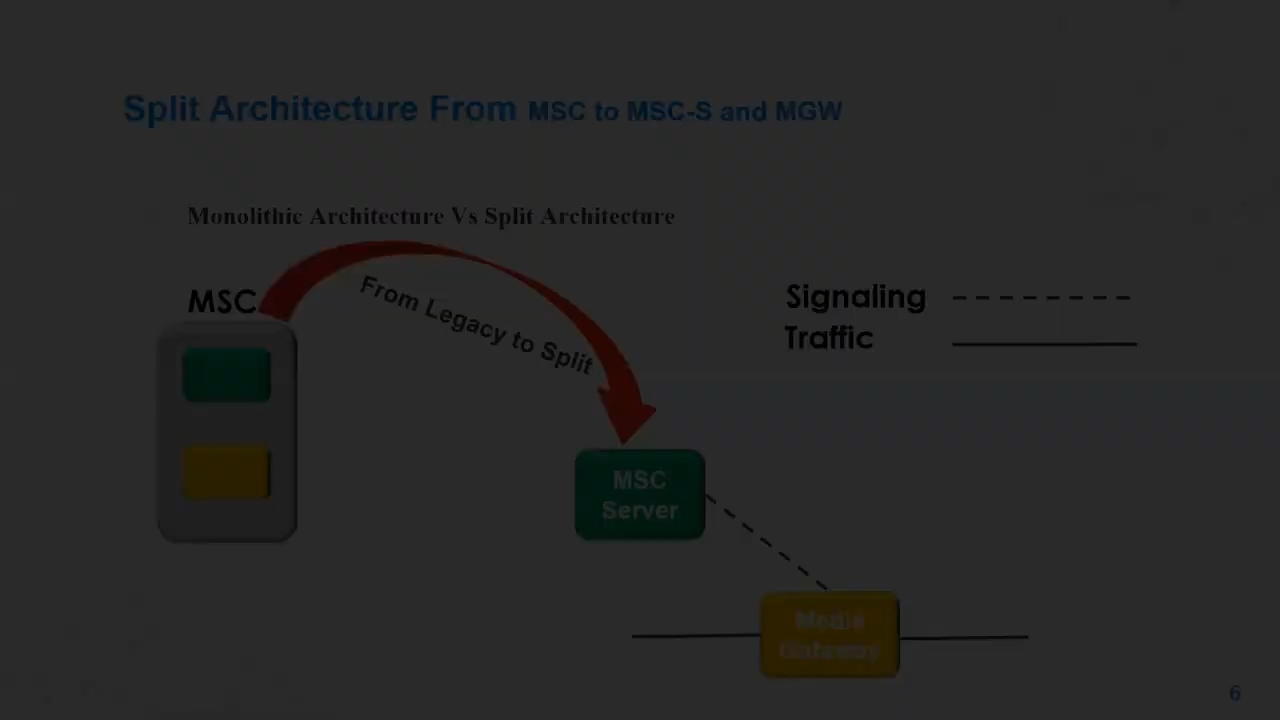 Split Architecture From MSC to MSC-S and MGW
Monolithic Architecture Vs Split Architecture
MSC
From Legacy to Split
Signaling
Traffic
MSC
Server
Media
Gateway
6